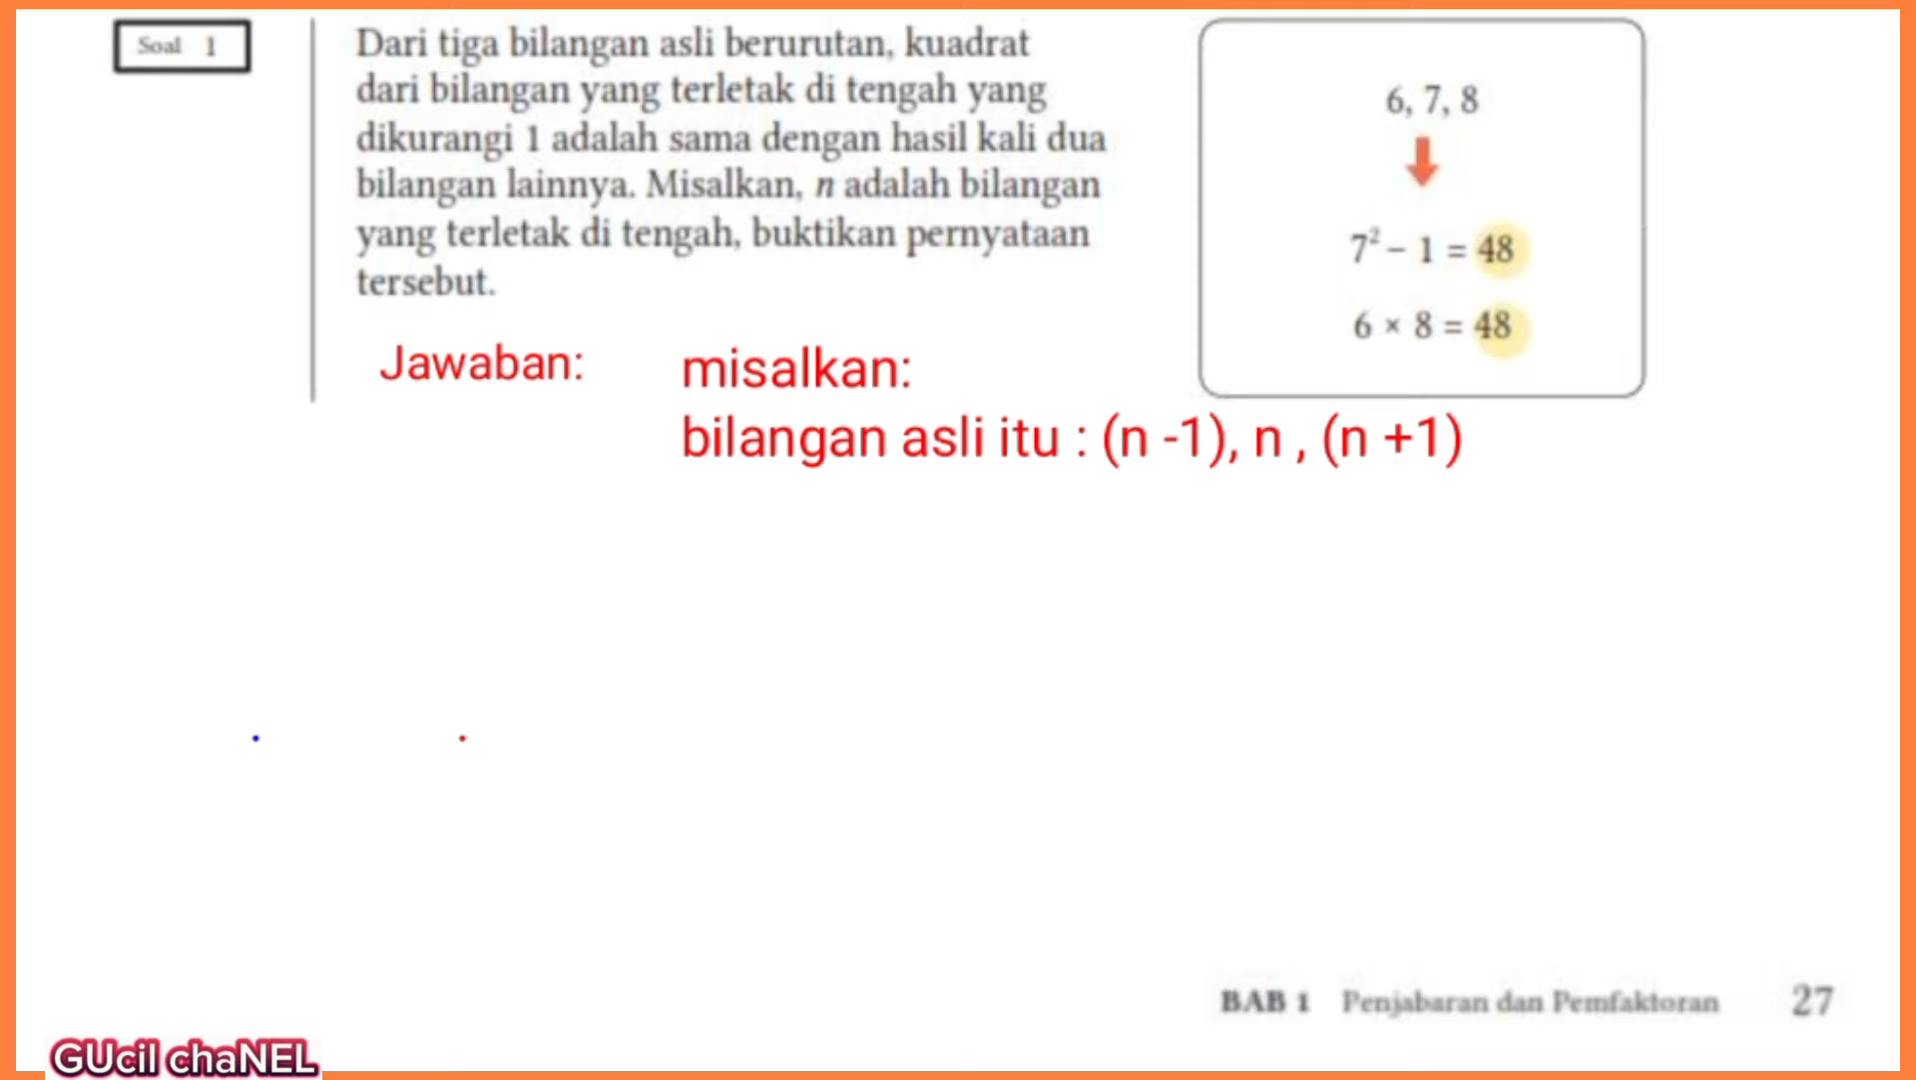 Soal 1
Dari tiga bilangan asli berurutan, kuadrat
dari bilangan yang terletak di tengah yang
dikurangi 1 adalah sama dengan hasil kali dua
bilangan lainnya. Misalkan, n adalah bilangan
yang terletak di tengah, buktikan pernyataan
tersebut.
6, 7, 8
7² – 1 = 48
6 × 8 = 48
Jawaban: misalkan:
bilangan asli itu : (n -1), n , (n +1)
BAB 1 Penjabaran dan Pemfaktoran 27
GUcil chaNEL